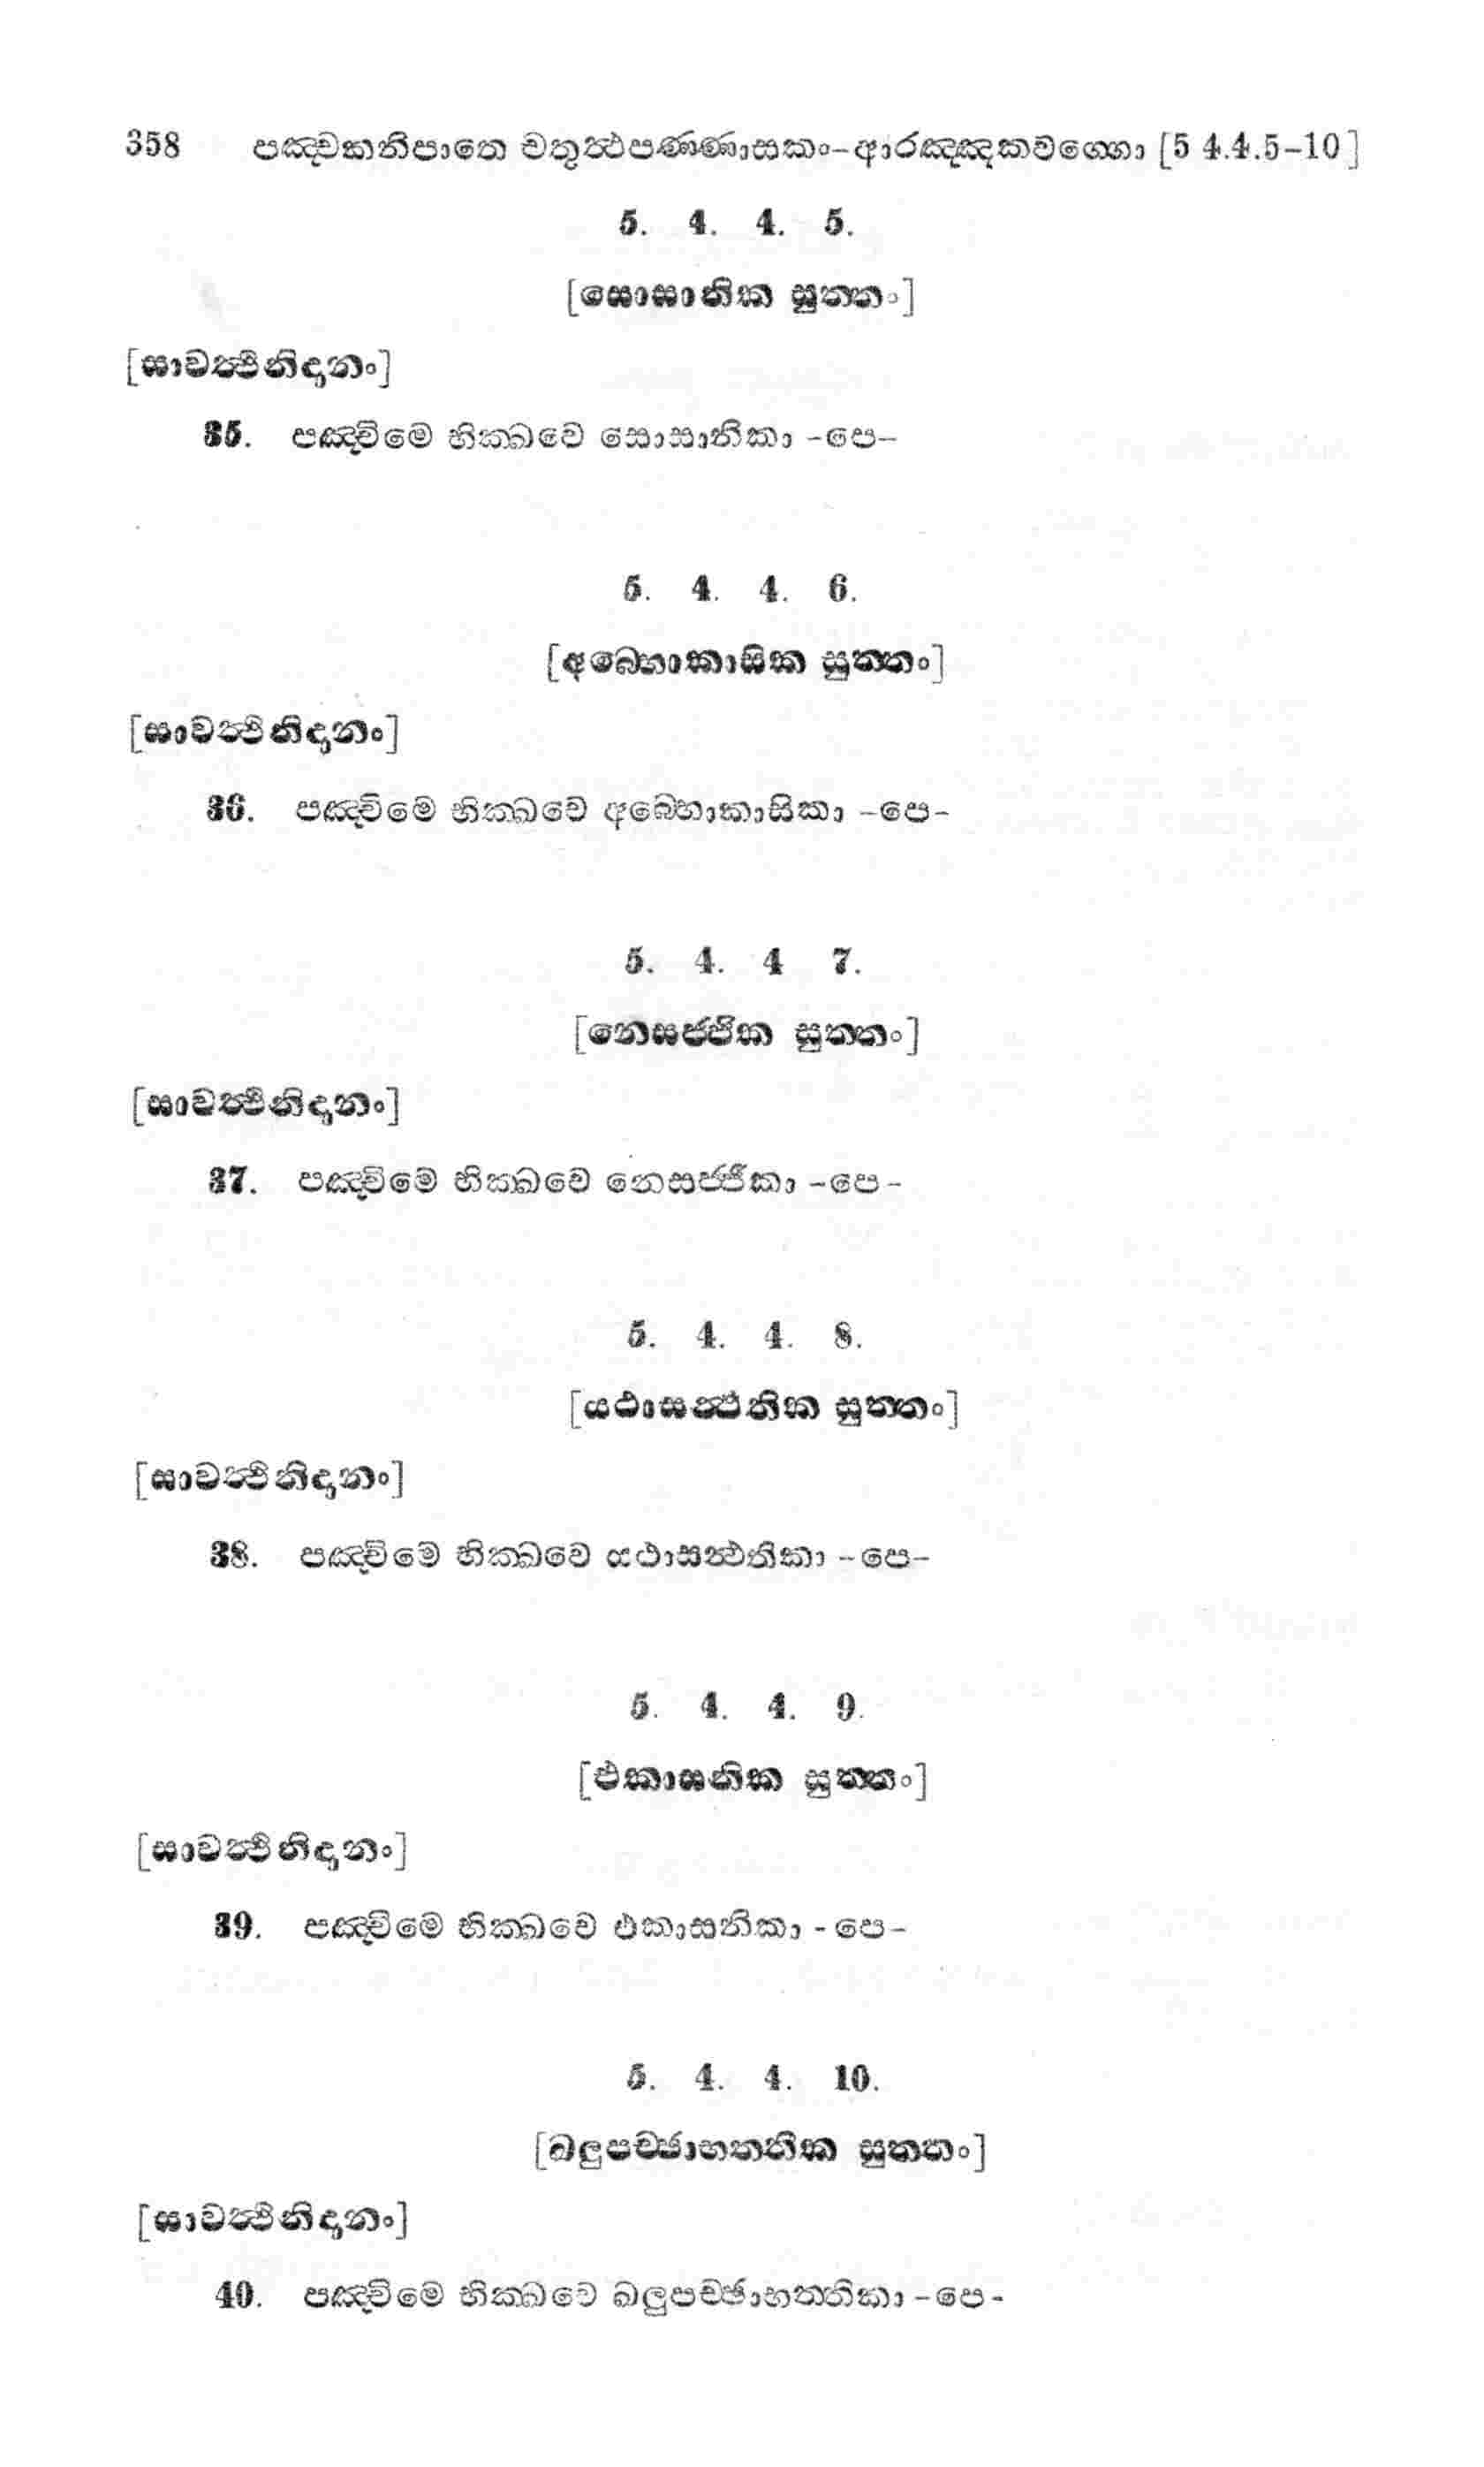 358 පඤ්චකනිපාතෙ චතුත්ථපණ්ණාසකං-ආරඤ්ඤකවග්ගො [5 4.4.5-10]
5. 4. 4. 5.
[සොසානික සුත්තං]
[සාවත්ථිනිදානං]
35. පඤ්චිමෙ භික්ඛවෙ සොසානිකා -පෙ-
5. 4. 4. 6.
[අබ්භොකාසික සුත්තං]
[සාවත්ථිනිදානං]
36. පඤ්චිමෙ භික්ඛවෙ අබ්භොකාසිකා -පෙ-
5. 4. 4 7.
[නෙසජ්ජික සුත්තං]
[සාවත්ථිනිදානං]
37. පඤ්චිමෙ භික්ඛවෙ නෙසජ්ජිකා -පෙ-
5. 4. 4. 8.
[යථාසන්ථතික සුත්තං]
[සාවත්ථිනිදානං]
38. පඤ්චිමෙ භික්ඛවෙ යථාසන්ථතිකා -පෙ-
5. 4. 4. 9.
[එකාසනික සුත්තං]
[සාවත්ථිනිදානං]
39. පඤ්චිමෙ භික්ඛවෙ එකාසනිකා -පෙ-
5. 4. 4. 10.
[ඛලුපච්ඡාභත්තික සුත්තං]
[සාවත්ථිනිදානං]
40. පඤ්චිමෙ භික්ඛවෙ ඛලුපච්ඡාභත්තිකා -පෙ-